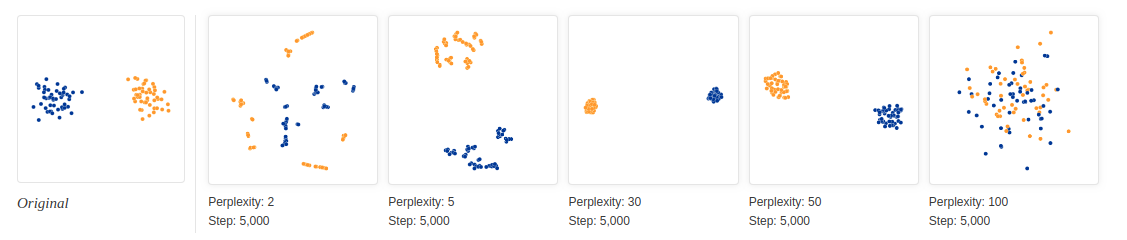 Original
Perplexity: 2
Step: 5,000
Perplexity: 5
Step: 5,000
Perplexity: 30
Step: 5,000
Perplexity: 50
Step: 5,000
Perplexity: 100
Step: 5,000